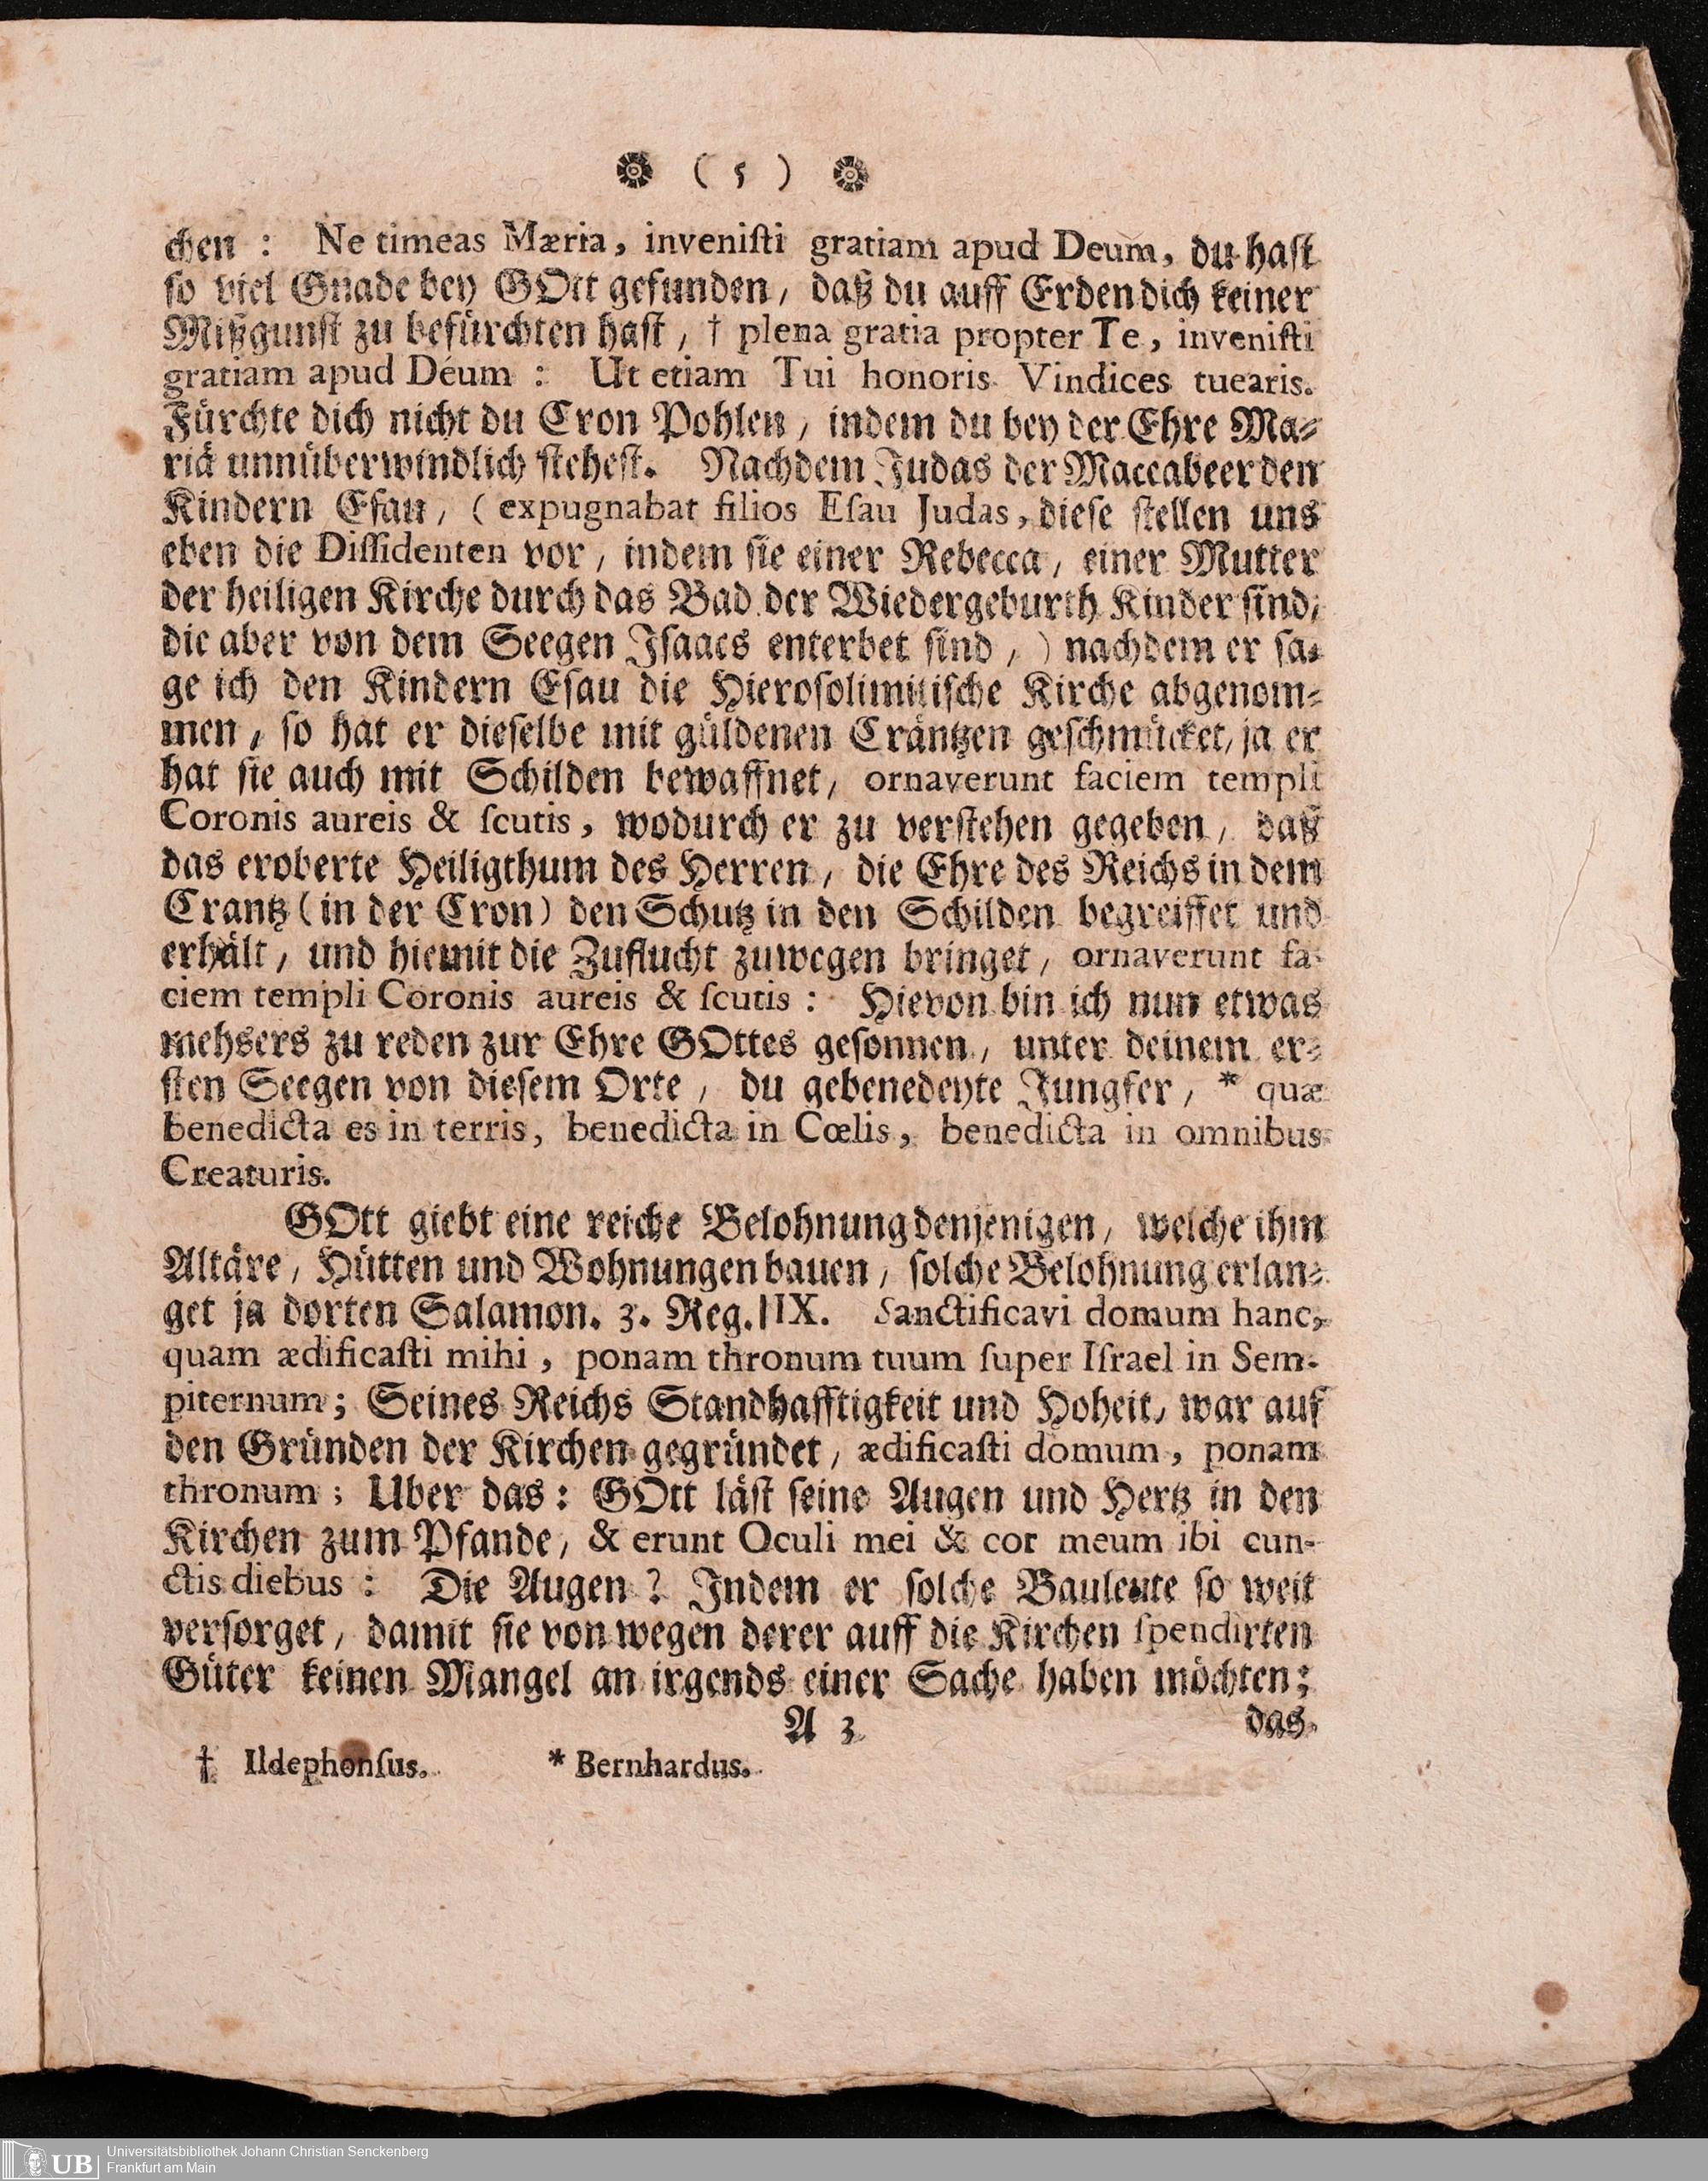 ( 5 )
chen : Ne timeas Mæria, inveniſti gratiam apud Deum, du haſt
ſo viel Gnade bey GOtt gefunden, daß du auff Erden dich keiner
Mißgunſt zu befürchten haſt, † plena gratia propter Te, inveniſti
gratiam apud Deum : Ut etiam Tui honoris Vindices tuearis.
Fürchte dich nicht du Cron Pohlen, indem du bey der Ehre Ma-
riä unnüberwindlich ſteheſt. Nachdem Judas der Maccabeer den
Kindern Eſau, ( expugnabat filios Eſau Judas, dieſe ſtellen uns
eben die Diſſidenten vor, indem ſie einer Rebecca, einer Mutter
der heiligen Kirche durch das Bad der Wiedergeburth Kinder ſind,
die aber von dem Seegen Iſaacs enterbet ſind, ) nachdem er ſa-
ge ich den Kindern Eſau die Hieroſolimitiſche Kirche abgenom-
men, ſo hat er dieſelbe mit güldenen Cräntzen geſchmücket, ja er
hat ſie auch mit Schilden bewaffnet, ornaverunt faciem templi
Coronis aureis & ſcutis, wodurch er zu verſtehen gegeben, daß
das eroberte Heiligthum des Herren, die Ehre des Reichs in dem
Crantz (in der Cron) den Schutz in den Schilden begreiffet und
erhält, und hiemit die Zuflucht zuwegen bringet, ornaverunt fa-
ciem templi Coronis aureis & ſcutis : Hievon bin ich nun etwas
mehsers zu reden zur Ehre GOttes geſonnen, unter deinem er-
ſten Seegen von dieſem Orte, du gebenedeyte Jungfer, * quæ
benedicta es in terris, benedicta in Cœlis, benedicta in omnibus
Creaturis.
GOtt giebt eine reiche Belohnung denjenigen, welche ihm
Altäre, Hütten und Wohnungen bauen, ſolche Belohnung erlan-
get ja dorten Salamon. 3. Reg. IIX. Sanctificavi domum hanc,
quam ædificaſti mihi, ponam thronum tuum ſuper Iſrael in Sem-
piternum; Seines Reichs Standhafftigkeit und Hoheit, war auf
den Gründen der Kirchen gegründet, ædificaſti domum, ponam
thronum; Uber das: GOtt läſt ſeine Augen und Hertz in den
Kirchen zum Pfande, & erunt Oculi mei & cor meum ibi cun-
ctis diebus : Die Augen ? Indem er ſolche Bauleute ſo weit
verſorget, damit ſie von wegen derer auff die Kirchen ſpendirten
Güter keinen Mangel an irgends einer Sache haben möchten;
A 3 das
† Ildephonſus. * Bernhardus.
UB Universitätsbibliothek Johann Christian Senckenberg
Frankfurt am Main